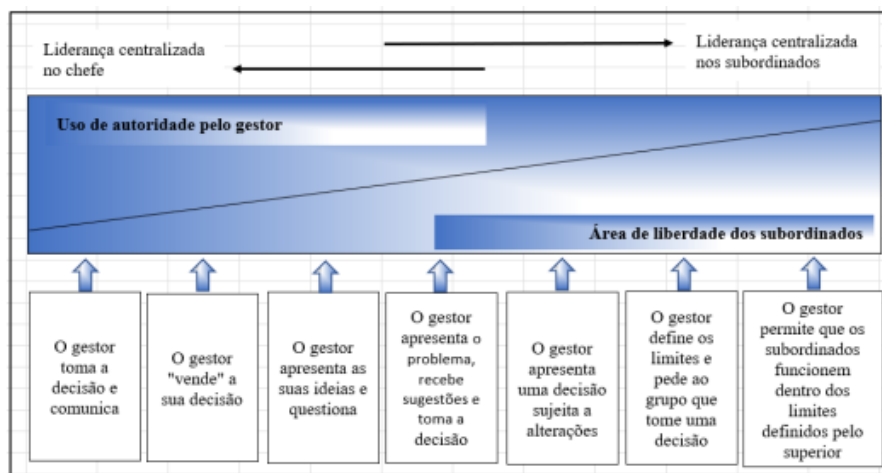 Liderança centralizada
no chefe
Liderança centralizada
nos subordinados
Uso de autoridade pelo gestor
Área de liberdade dos subordinados
O gestor
toma a
decisão e
comunica
O gestor
"vende" a
sua decisão
O gestor
apresenta as
suas ideias e
questiona
O gestor
apresenta o
problema,
recebe
sugestões e
toma a
decisão
O gestor
apresenta
uma decisão
sujeita a
alterações
O gestor
define os
limites e
pede ao
grupo que
tome uma
decisão
O gestor
permite que os
subordinados
funcionem
dentro dos
limites
definidos pelo
superior